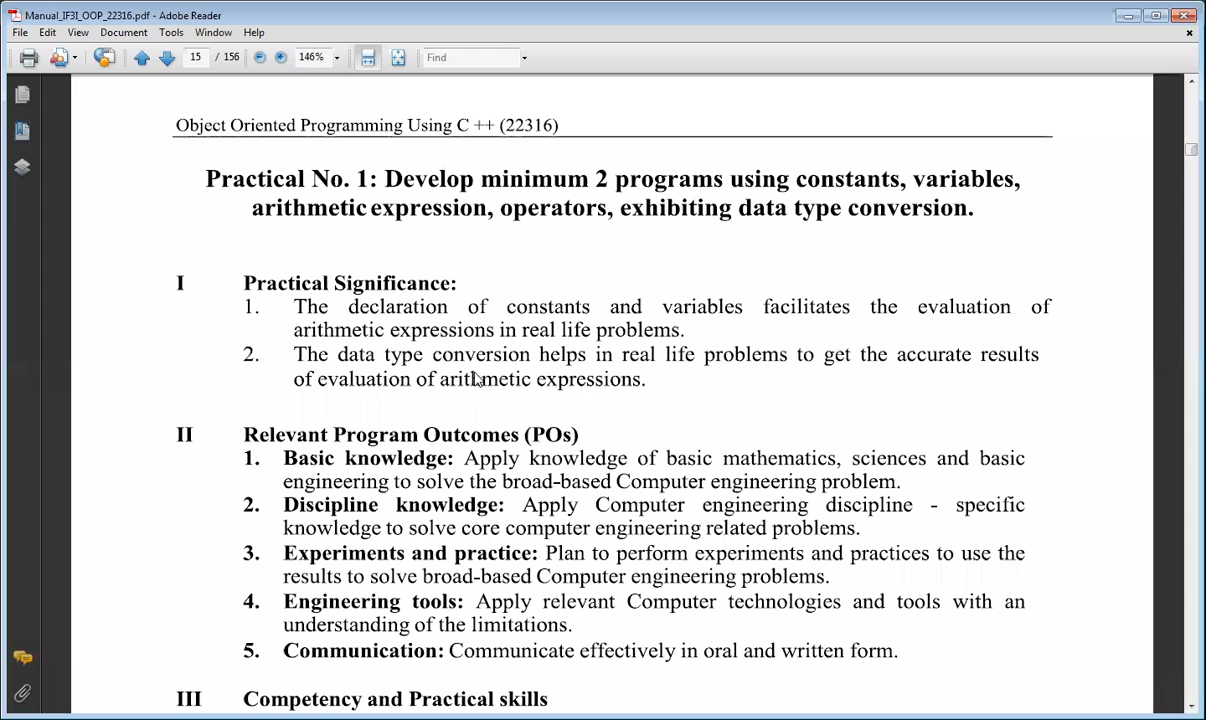 Manual_IF3I_OOP_22316.pdf - Adobe Reader
File Edit View Document Tools Window Help
15 / 156 146% Find
Object Oriented Programming Using C ++ (22316)
Practical No. 1: Develop minimum 2 programs using constants, variables,
arithmetic expression, operators, exhibiting data type conversion.
I Practical Significance:
1. The declaration of constants and variables facilitates the evaluation of
arithmetic expressions in real life problems.
2. The data type conversion helps in real life problems to get the accurate results
of evaluation of arithmetic expressions.
II Relevant Program Outcomes (POs)
1. Basic knowledge: Apply knowledge of basic mathematics, sciences and basic
engineering to solve the broad-based Computer engineering problem.
2. Discipline knowledge: Apply Computer engineering discipline - specific
knowledge to solve core computer engineering related problems.
3. Experiments and practice: Plan to perform experiments and practices to use the
results to solve broad-based Computer engineering problems.
4. Engineering tools: Apply relevant Computer technologies and tools with an
understanding of the limitations.
5. Communication: Communicate effectively in oral and written form.
III Competency and Practical skills